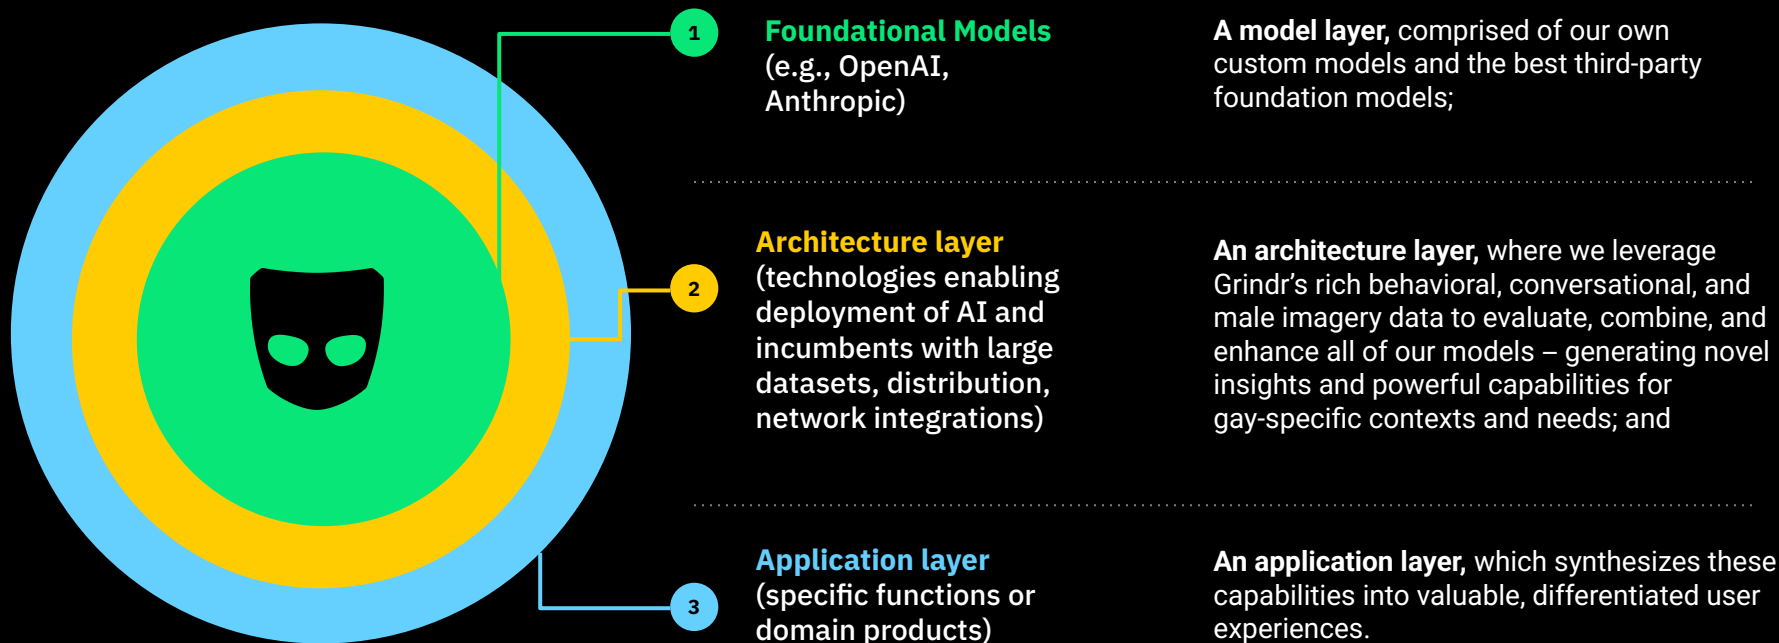 1
Foundational Models
(e.g., OpenAI,
Anthropic)
A model layer, comprised of our own
custom models and the best third-party
foundation models;
2
Architecture layer
(technologies enabling
deployment of AI and
incumbents with large
datasets, distribution,
network integrations)
An architecture layer, where we leverage
Grindr’s rich behavioral, conversational, and
male imagery data to evaluate, combine, and
enhance all of our models – generating novel
insights and powerful capabilities for
gay-specific contexts and needs; and
3
Application layer
(specific functions or
domain products)
An application layer, which synthesizes these
capabilities into valuable, differentiated user
experiences.